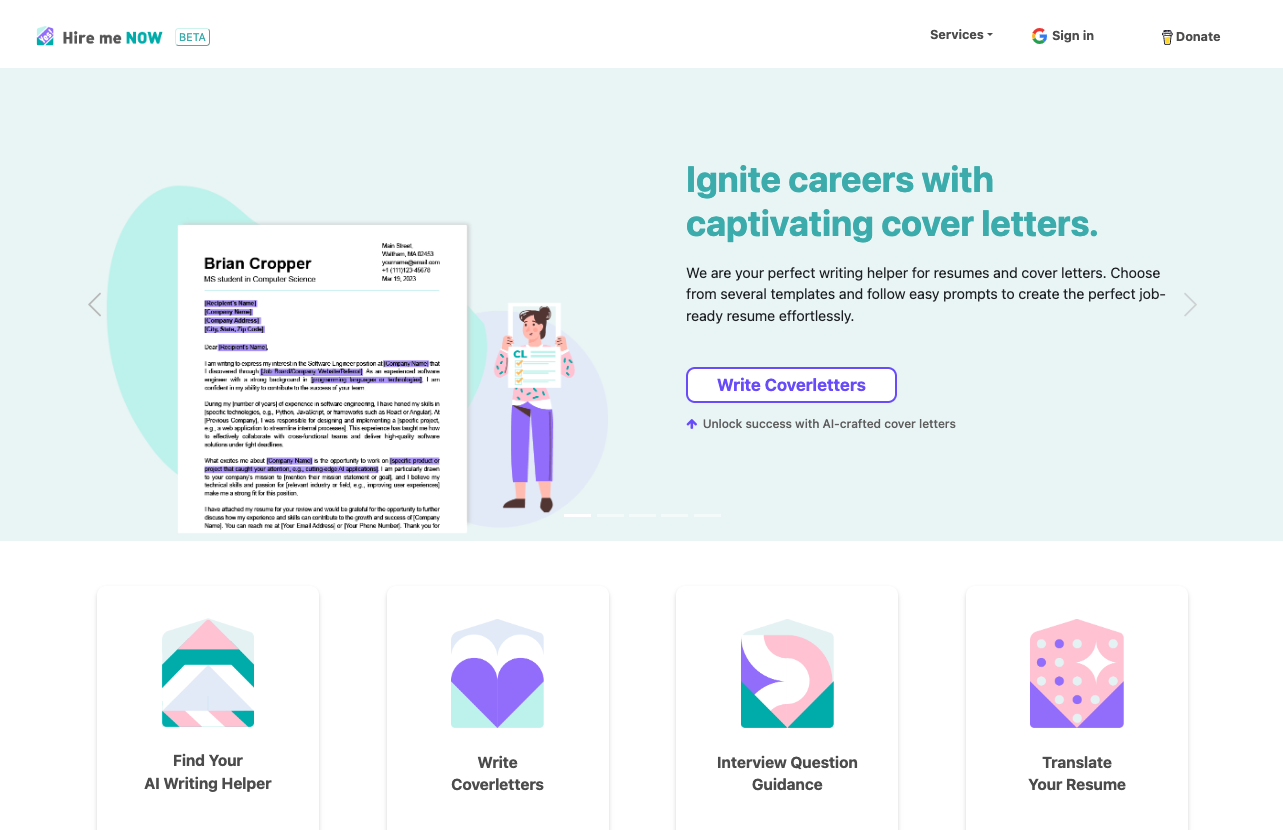 Hire me NOW BETA
Services
Sign in
Donate
Ignite careers with
captivating cover letters.
We are your perfect writing helper for resumes and cover letters. Choose
from several templates and follow easy prompts to create the perfect job-
ready resume effortlessly.
Write Coverletters
Unlock success with AI-crafted cover letters
Brian Cropper
MS student in Computer Science
Main Street
Waltham, MA 02453
yourname@email.com
+1 (111)123-45678
Mar 19, 2023
[Recipient's Name]
[Company Name]
[Company Address]
[City, State, Zip Code]
Dear [Recipient's Name],
I am writing to express my interest in the Software Engineer position at [Company Name] that
I discovered through [Job Board/Company Website/Referral]. As an experienced software
engineer with a strong background in [programming languages or technologies], I am
confident in my ability to contribute to the success of your team.
During my [number of years] of experience in software engineering, I have honed my skills in
[specific technologies, e.g., Python, JavaScript, or frameworks such as React or Angular]. At
[Previous Company], I was responsible for designing and implementing a [specific project,
e.g., a web application to streamline internal processes]. This experience has taught me how
to effectively collaborate with cross-functional teams and deliver high-quality software
solutions under tight deadlines.
What excites me about [Company Name] is the opportunity to work on [specific product or
project that caught your attention, e.g., cutting-edge AI applications]. I am particularly drawn
to your company's mission to [mention their mission statement or goal], and I believe my
technical skills and passion for [relevant industry or field, e.g., improving user experiences]
make me a strong fit for this position.
I have attached my resume for your review and would be grateful for the opportunity to further
discuss how my experience and skills can contribute to the growth and success of [Company
Name]. You can reach me at [Your Email Address] or [Your Phone Number]. Thank you for
CL
Find Your
AI Writing Helper
Write
Coverletters
Interview Question
Guidance
Translate
Your Resume